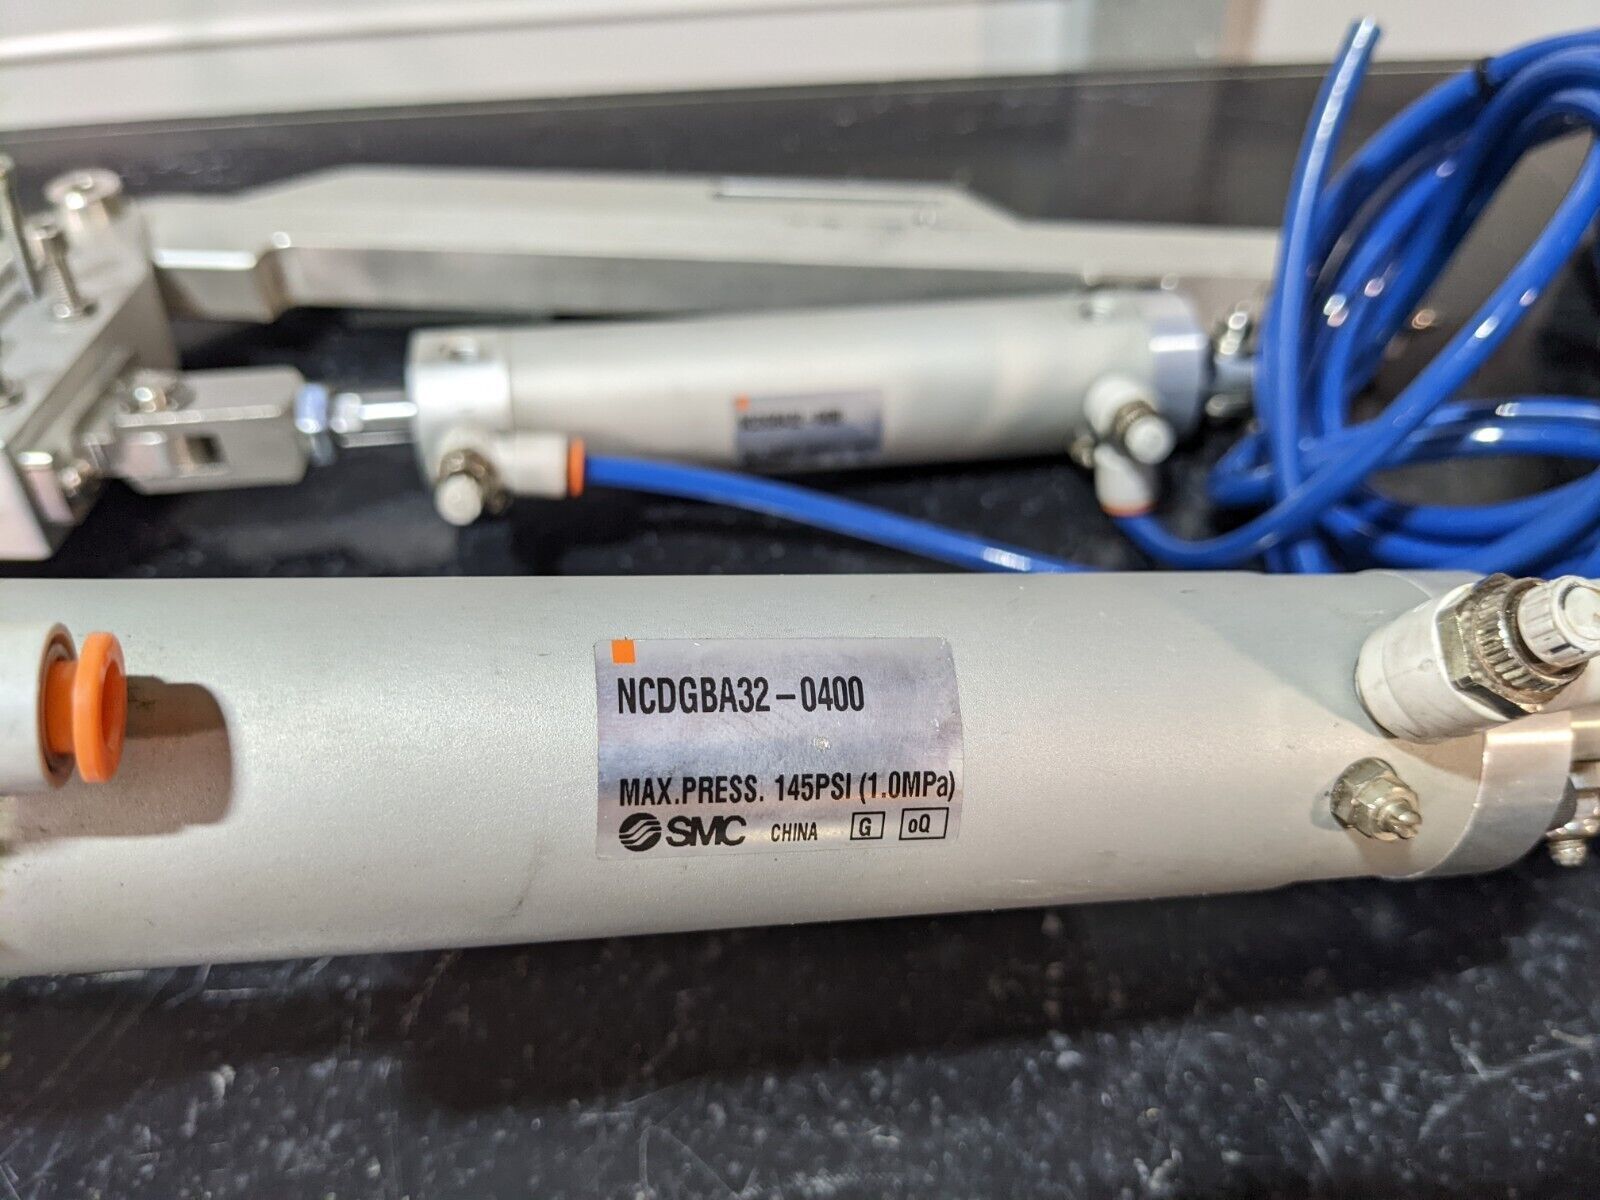 NCDGBA32-0400
MAX.PRESS. 145PSI (1.0MPa)
SMC CHINA G oQ